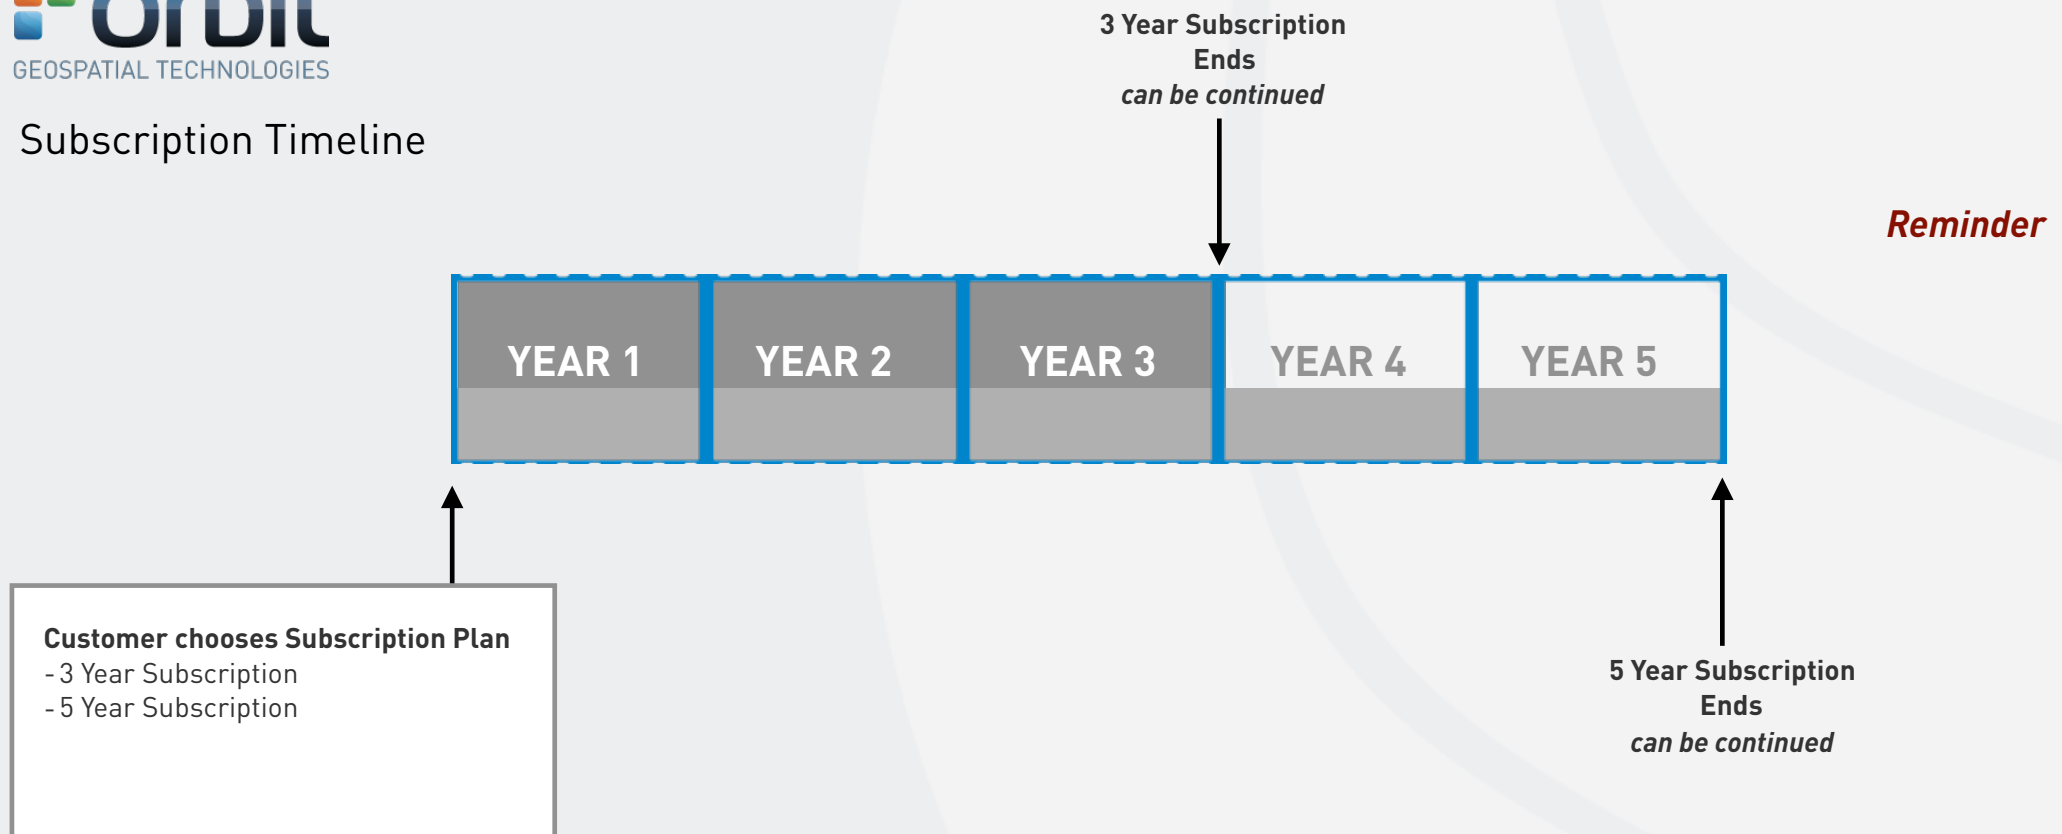 orbit
GEOSPATIAL TECHNOLOGIES
Subscription Timeline
3 Year Subscription
Ends
can be continued
Reminder
YEAR 1
YEAR 2
YEAR 3
YEAR 4
YEAR 5
Customer chooses Subscription Plan
- 3 Year Subscription
- 5 Year Subscription
5 Year Subscription
Ends
can be continued